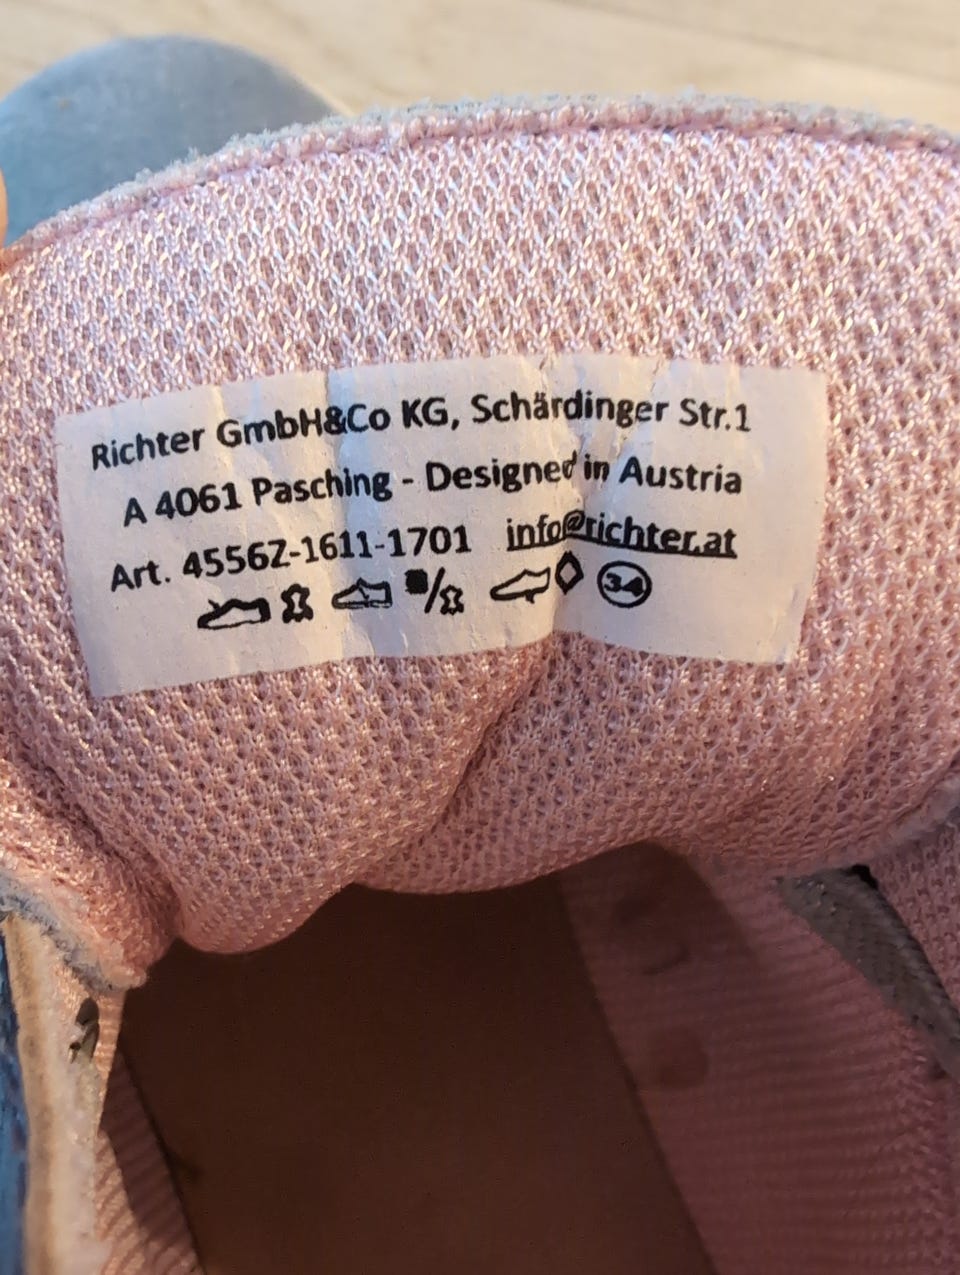 Richter GmbH&Co KG, Schärdinger Str.1
A 4061 Pasching - Designed in Austria
Art. 4556Z-1611-1701 info@richter.at
34